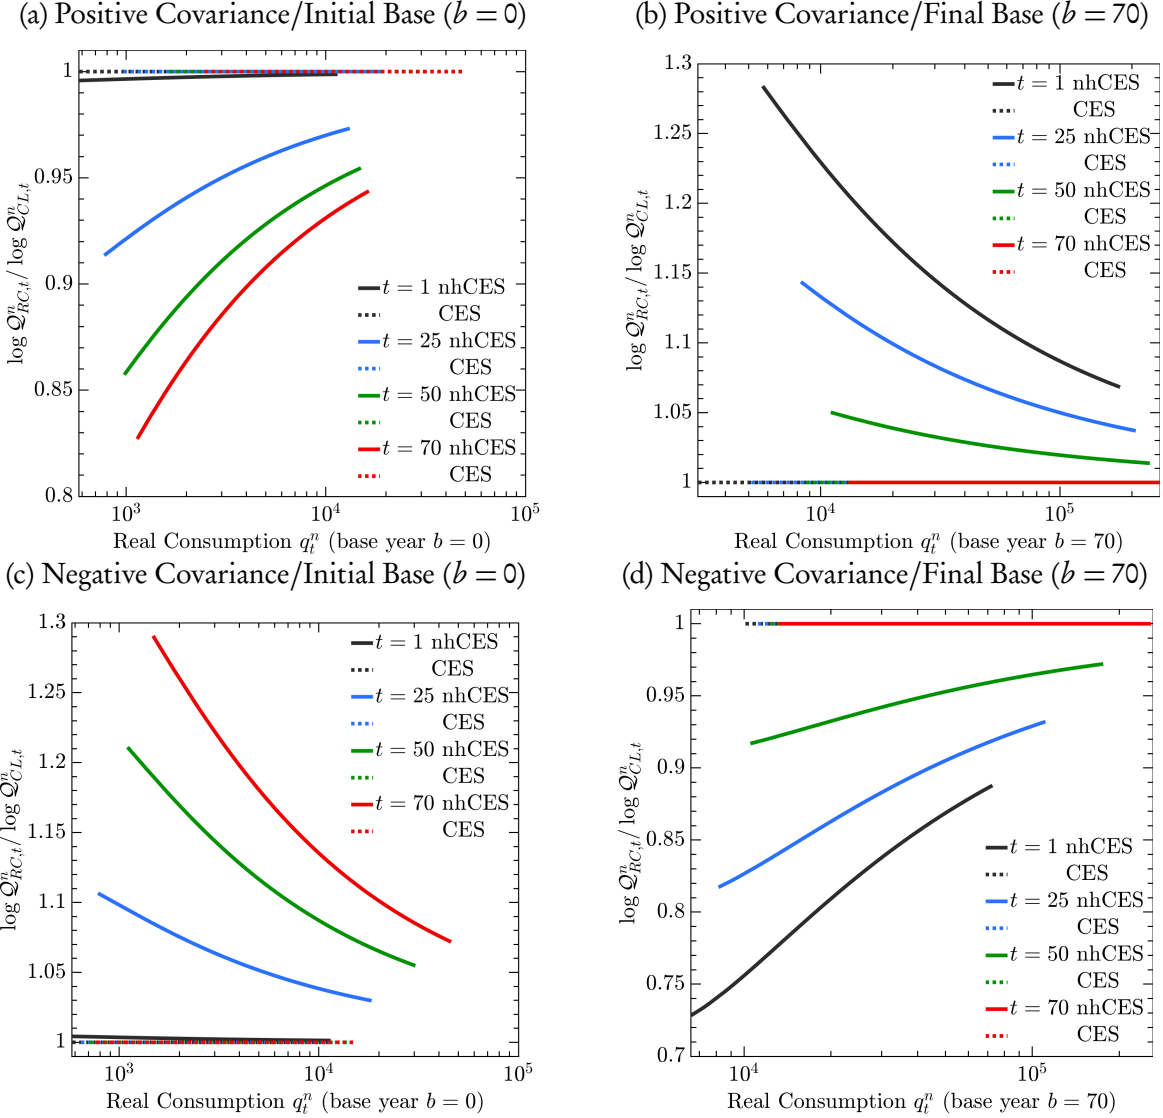 (a) Positive Covariance/Initial Base (b = 0)
1
0.95
0.9
0.85
0.8
log Q^n_{RC,t} / log Q^n_{CL,t}
t = 1 nhCES
CES
t = 25 nhCES
CES
t = 50 nhCES
CES
t = 70 nhCES
CES
10^3
10^4
10^5
Real Consumption q^n_t (base year b = 0)
(b) Positive Covariance/Final Base (b = 70)
1.3
1.25
1.2
1.15
1.1
1.05
1
log Q^n_{RC,t} / log Q^n_{CL,t}
t = 1 nhCES
CES
t = 25 nhCES
CES
t = 50 nhCES
CES
t = 70 nhCES
CES
10^4
10^5
Real Consumption q^n_t (base year b = 70)
(c) Negative Covariance/Initial Base (b = 0)
1.3
1.25
1.2
1.15
1.1
1.05
1
log Q^n_{RC,t} / log Q^n_{CL,t}
t = 1 nhCES
CES
t = 25 nhCES
CES
t = 50 nhCES
CES
t = 70 nhCES
CES
10^3
10^4
10^5
Real Consumption q^n_t (base year b = 0)
(d) Negative Covariance/Final Base (b = 70)
1
0.95
0.9
0.85
0.8
0.75
0.7
log Q^n_{RC,t} / log Q^n_{CL,t}
t = 1 nhCES
CES
t = 25 nhCES
CES
t = 50 nhCES
CES
t = 70 nhCES
CES
10^4
10^5
Real Consumption q^n_t (base year b = 70)